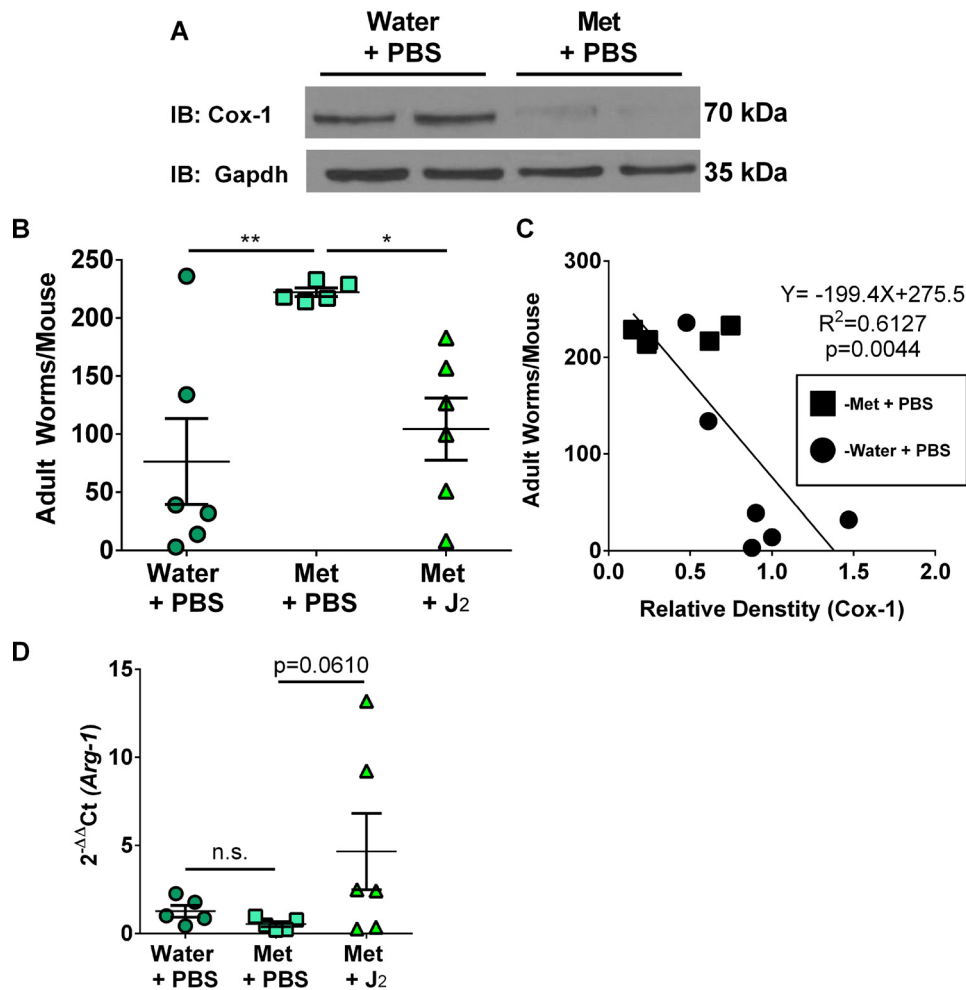 A
Water
+ PBS
Met
+ PBS
IB: Cox-1
70 kDa
IB: Gapdh
35 kDa
B
**
*
Adult Worms/Mouse
250
200
150
100
50
0
Water
+ PBS
Met
+ PBS
Met
+ J2
C
Adult Worms/Mouse
300
200
100
0
0.0
0.5
1.0
1.5
2.0
Relative Denstity (Cox-1)
Y= -199.4X+275.5
R²=0.6127
p=0.0044
-Met + PBS
-Water + PBS
D
2-ΔΔCt (Arg-1)
15
10
5
0
n.s.
p=0.0610
Water
+ PBS
Met
+ PBS
Met
+ J2